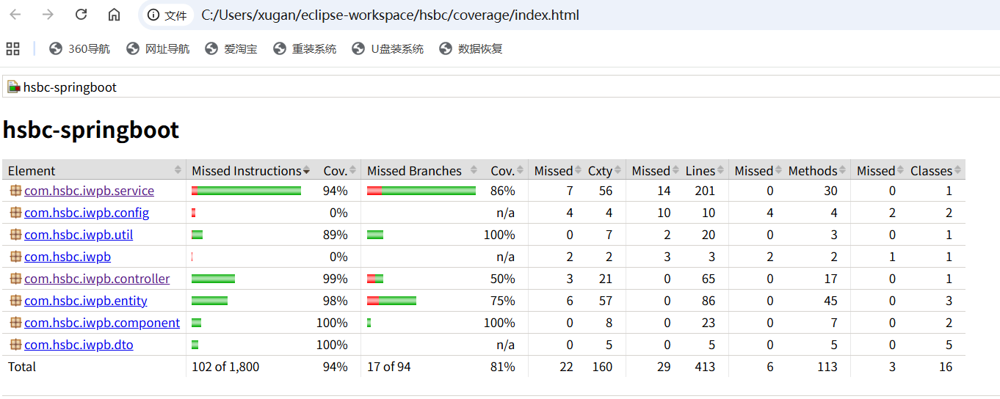 文件 C:/Users/xugan/eclipse-workspace/hsbc/coverage/index.html
360导航 网址导航 爱淘宝 重装系统 U盘装系统 数据恢复
hsbc-springboot
hsbc-springboot
Element Missed Instructions Cov. Missed Branches Cov. Missed Cxty Missed Lines Missed Methods Missed Classes
com.hsbc.iwpb.service 94% 86% 7 56 14 201 0 30 0 1
com.hsbc.iwpb.config 0% n/a 4 4 10 10 4 4 2 2
com.hsbc.iwpb.util 89% 100% 0 7 2 20 0 3 0 1
com.hsbc.iwpb 0% n/a 2 2 3 3 2 2 1 1
com.hsbc.iwpb.controller 99% 50% 3 21 0 65 0 17 0 1
com.hsbc.iwpb.entity 98% 75% 6 57 0 86 0 45 0 3
com.hsbc.iwpb.component 100% 100% 0 8 0 23 0 7 0 2
com.hsbc.iwpb.dto 100% n/a 0 5 0 5 0 5 0 5
Total 102 of 1,800 94% 17 of 94 81% 22 160 29 413 6 113 3 16